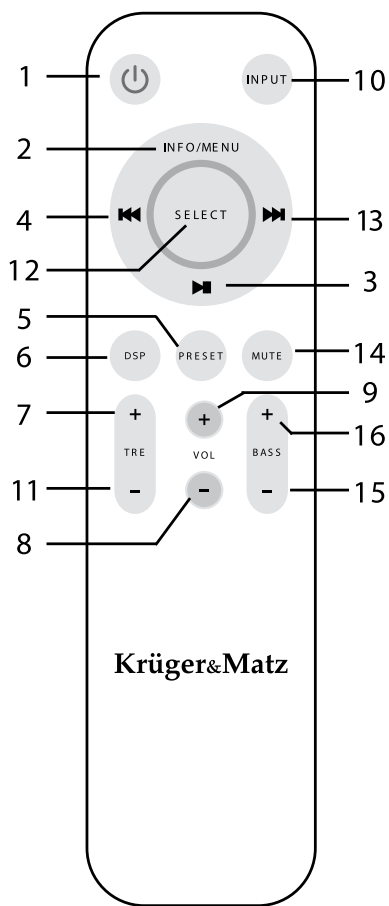 1
INPUT
10
2
INFO/MENU
4
SELECT
13
12
3
5
6
DSP
PRESET
MUTE
14
9
7
+
+
+
16
TRE
VOL
BASS
11
-
-
-
15
8
Krüger&Matz